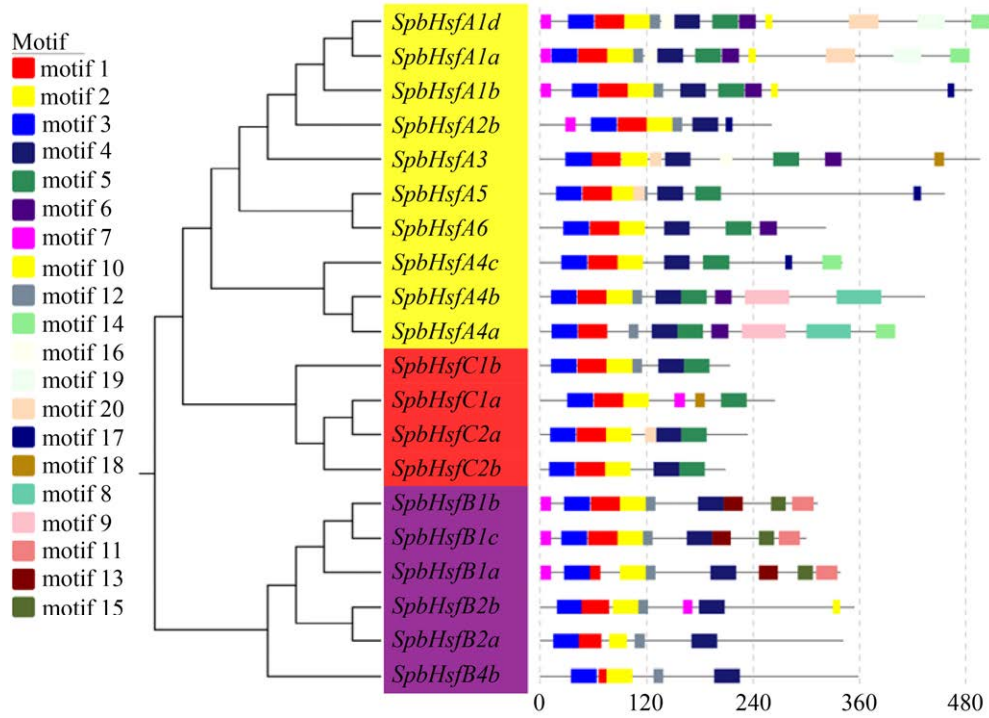 Motif
motif 1
motif 2
motif 3
motif 4
motif 5
motif 6
motif 7
motif 10
motif 12
motif 14
motif 16
motif 19
motif 20
motif 17
motif 18
motif 8
motif 9
motif 11
motif 13
motif 15
SpbHsfA1d
SpbHsfA1a
SpbHsfA1b
SpbHsfA2b
SpbHsfA3
SpbHsfA5
SpbHsfA6
SpbHsfA4c
SpbHsfA4b
SpbHsfA4a
SpbHsfC1b
SpbHsfC1a
SpbHsfC2a
SpbHsfC2b
SpbHsfB1b
SpbHsfB1c
SpbHsfB1a
SpbHsfB2b
SpbHsfB2a
SpbHsfB4b
0 120 240 360 480